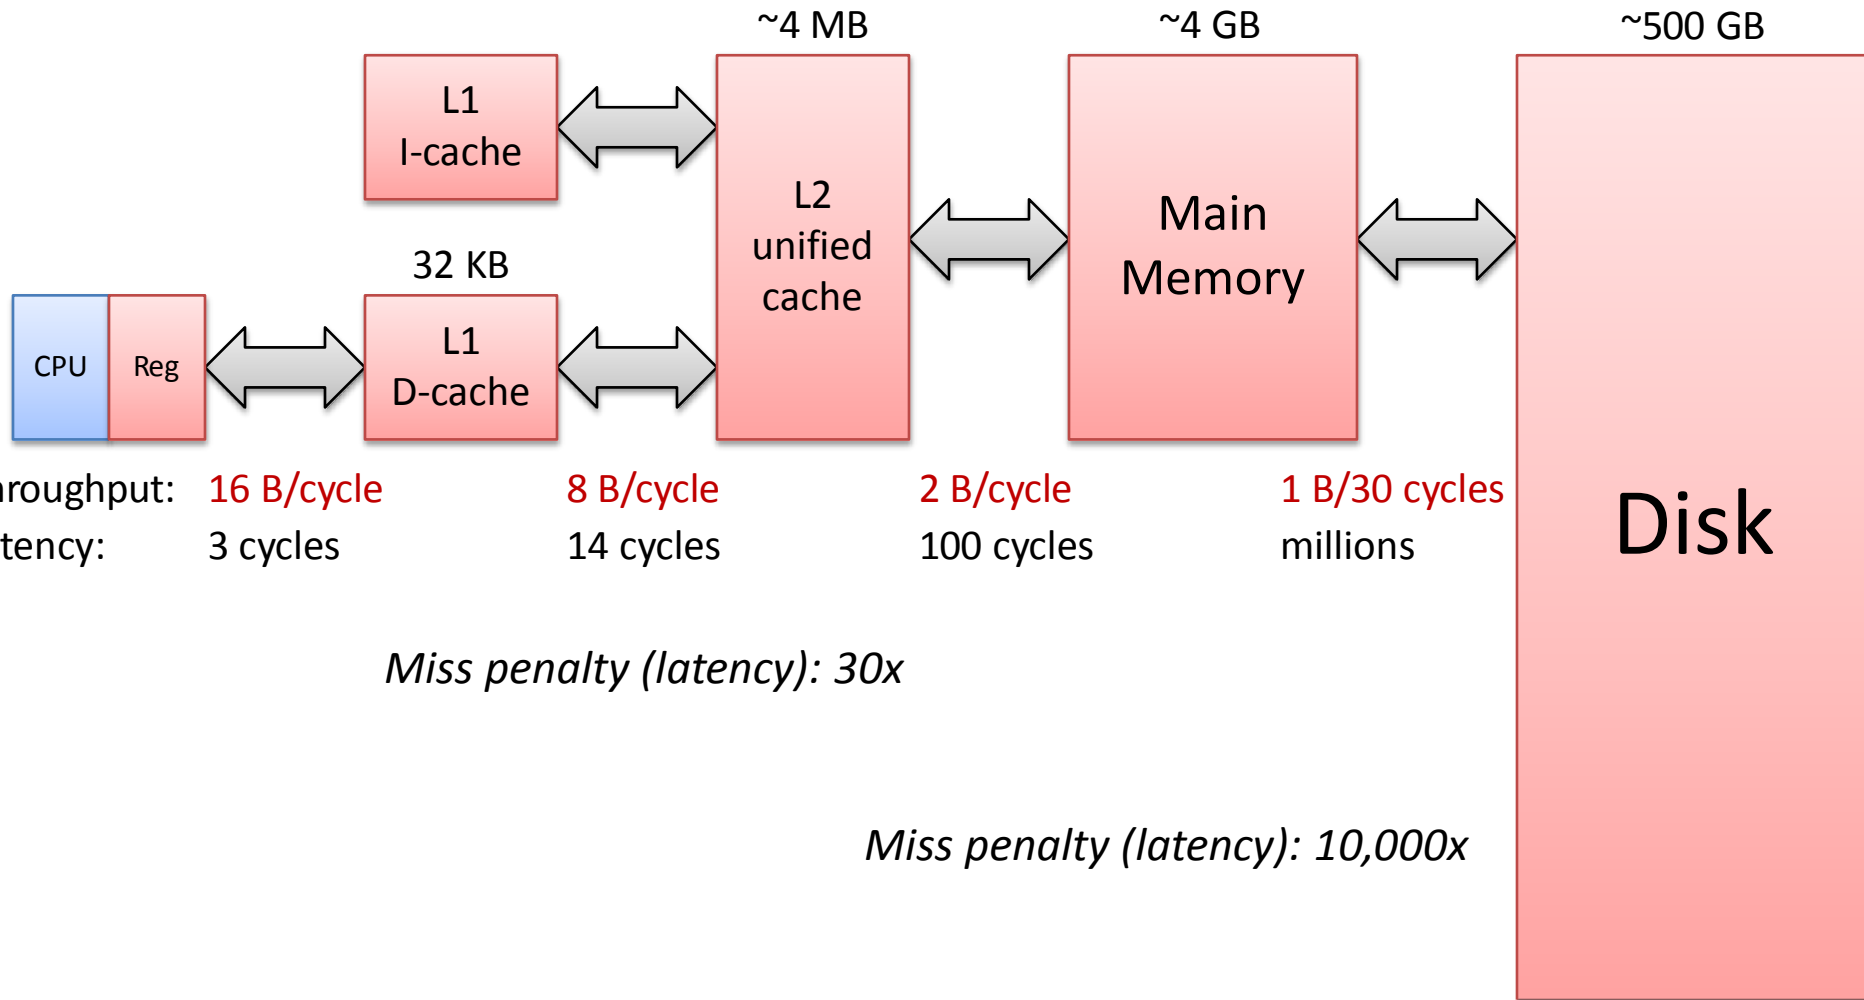 ~4 MB
~4 GB
~500 GB
L1
I-cache
L2
unified
cache
Main
Memory
32 KB
CPU
Reg
L1
D-cache
Disk
hroughput: 16 B/cycle 8 B/cycle 2 B/cycle 1 B/30 cycles
tency: 3 cycles 14 cycles 100 cycles millions
Miss penalty (latency): 30x
Miss penalty (latency): 10,000x